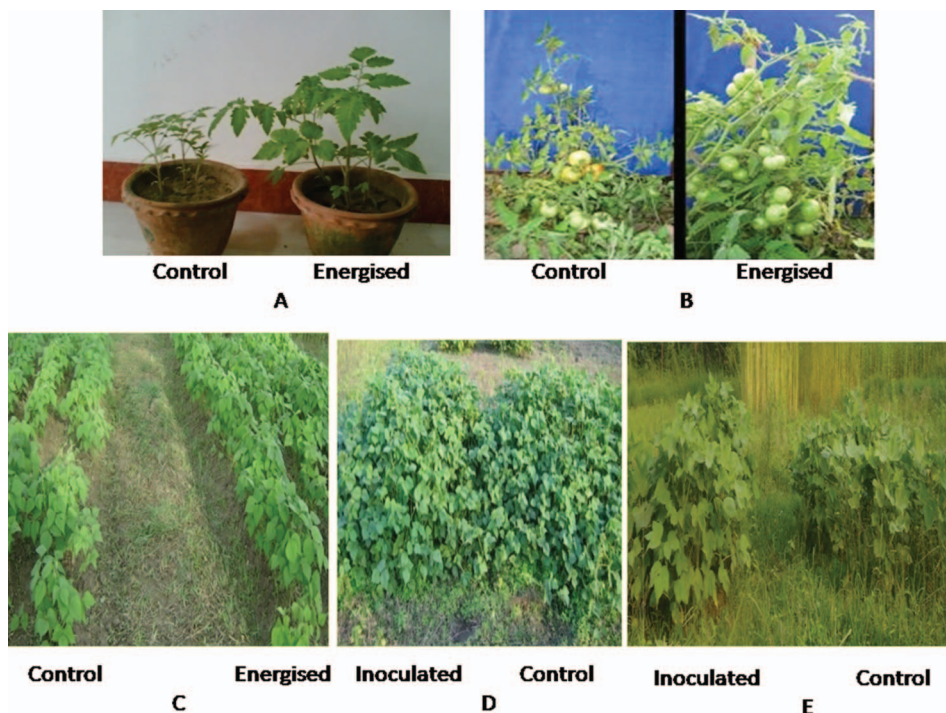 Control Energised
A
Control Energised
B
Control Energised
C
Inoculated Control
D
Inoculated Control
E